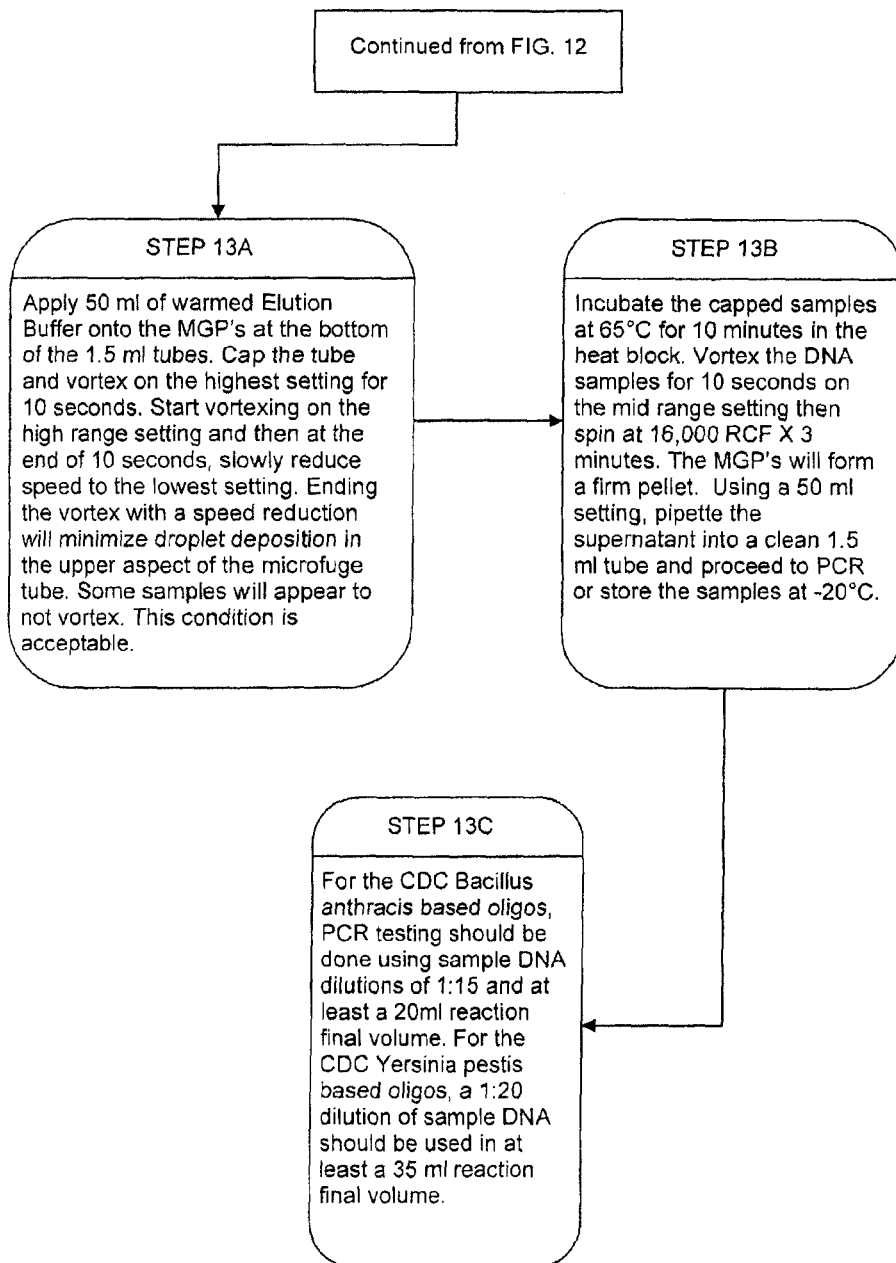 Continued from FIG. 12
STEP 13A
Apply 50 ml of warmed Elution
Buffer onto the MGP's at the bottom
of the 1.5 ml tubes. Cap the tube
and vortex on the highest setting for
10 seconds. Start vortexing on the
high range setting and then at the
end of 10 seconds, slowly reduce
speed to the lowest setting. Ending
the vortex with a speed reduction
will minimize droplet deposition in
the upper aspect of the microfuge
tube. Some samples will appear to
not vortex. This condition is
acceptable.
STEP 13B
Incubate the capped samples
at 65°C for 10 minutes in the
heat block. Vortex the DNA
samples for 10 seconds on
the mid range setting then
spin at 16,000 RCF X 3
minutes. The MGP's will form
a firm pellet. Using a 50 ml
setting, pipette the
supernatant into a clean 1.5
ml tube and proceed to PCR
or store the samples at -20°C.
STEP 13C
For the CDC Bacillus
anthracis based oligos,
PCR testing should be
done using sample DNA
dilutions of 1:15 and at
least a 20ml reaction
final volume. For the
CDC Yersinia pestis
based oligos, a 1:20
dilution of sample DNA
should be used in at
least a 35 ml reaction
final volume.